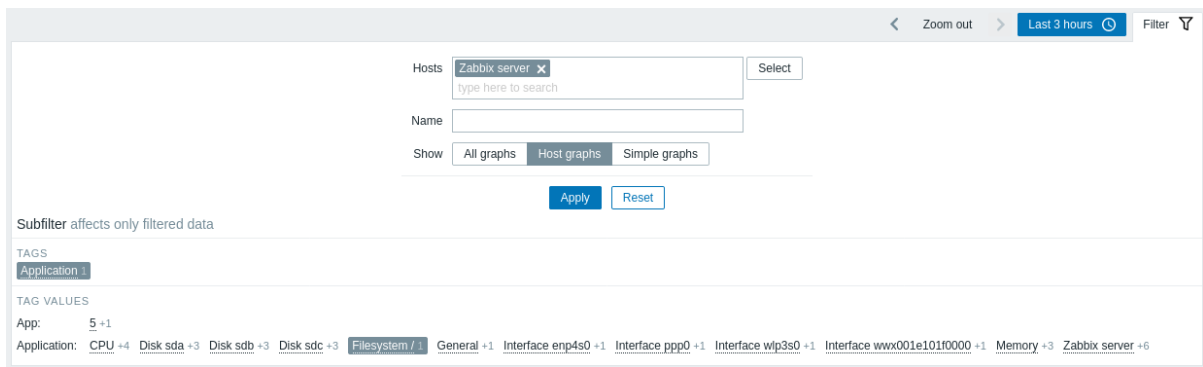 Zoom out Last 3 hours Filter
Hosts Zabbix server Select
type here to search
Name
Show All graphs Host graphs Simple graphs
Apply Reset
Subfilter affects only filtered data
TAGS
Application 1
TAG VALUES
App: 5 +1
Application: CPU +4 Disk sda +3 Disk sdb +3 Disk sdc +3 Filesystem / 1 General +1 Interface enp4s0 +1 Interface ppp0 +1 Interface wlp3s0 +1 Interface wwx001e101f0000 +1 Memory +3 Zabbix server +6